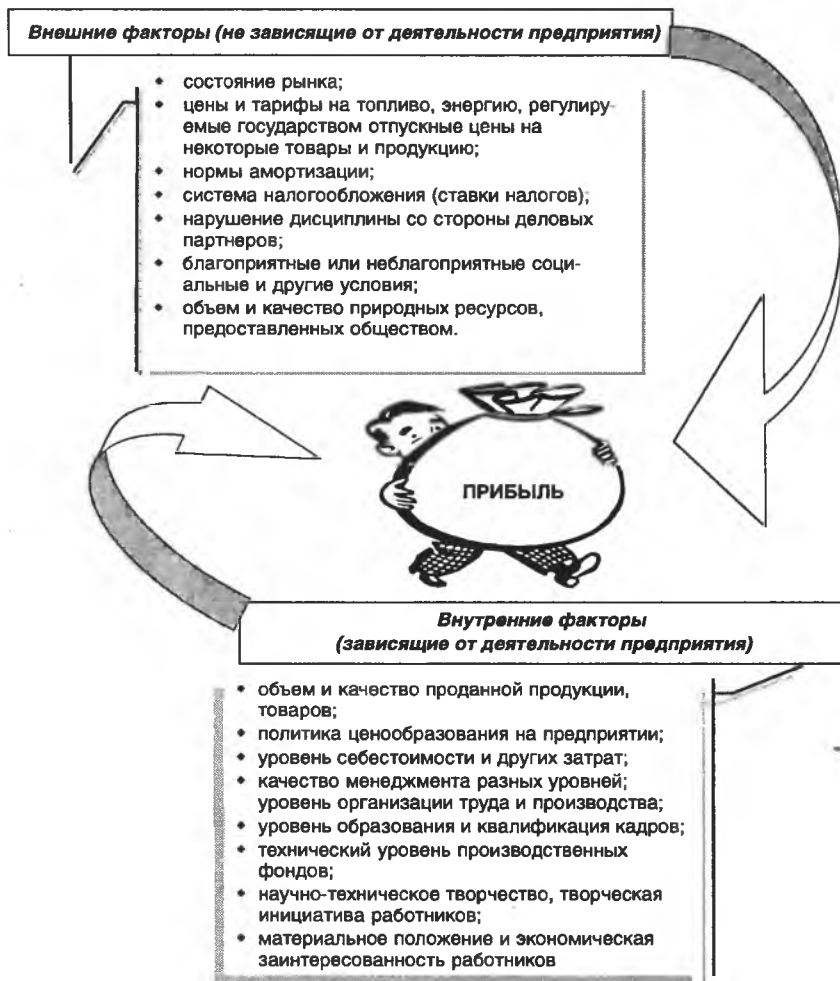 Внешние факторы (не зависящие от деятельности предприятия)
• состояние рынка;
• цены и тарифы на топливо, энергию, регулиру-
емые государством отпускные цены на
некоторые товары и продукцию;
• нормы амортизации;
• система налогообложения (ставки налогов);
• нарушение дисциплины со стороны деловых
партнеров;
• благоприятные или неблагоприятные соци-
альные и другие условия;
• объем и качество природных ресурсов,
предоставленных обществом.
ПРИБЫЛЬ
Внутренние факторы
(зависящие от деятельности предприятия)
• объем и качество проданной продукции,
товаров;
• политика ценообразования на предприятии;
• уровень себестоимости и других затрат;
• качество менеджмента разных уровней;
уровень организации труда и производства;
• уровень образования и квалификация кадров;
• технический уровень производственных
фондов;
• научно-техническое творчество, творческая
инициатива работников;
• материальное положение и экономическая
заинтересованность работников